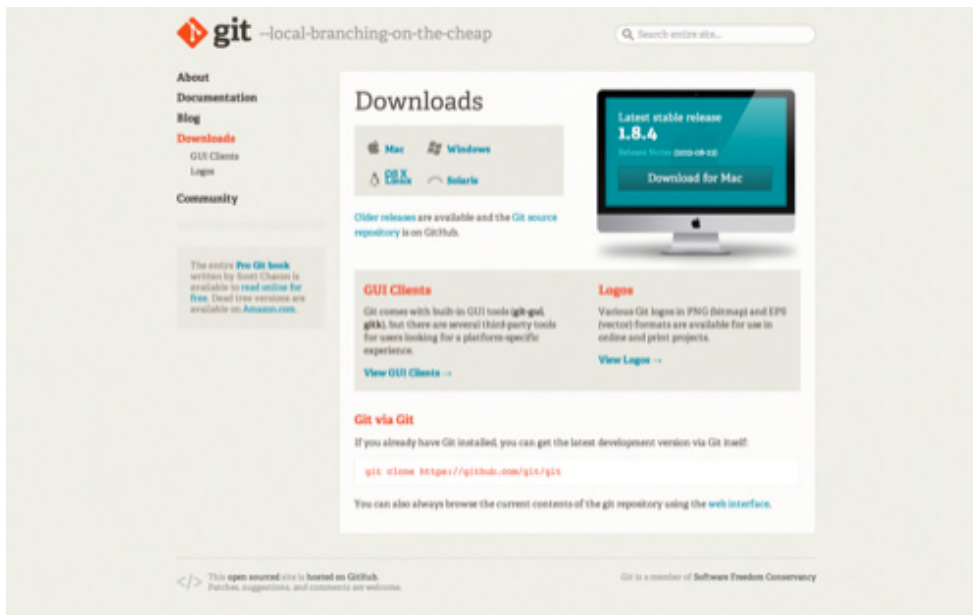 git --local-branching-on-the-cheap
Search entire site...
About
Documentation
Blog
Downloads
GUI Clients
Logos
Community
The entire Pro Git book
written by Scott Chacon is
available to read online for
free. Dead tree versions are
available on Amazon.com.
Downloads
Mac
Windows
OS X
Linux
Solaris
Older releases are available and the Git source
repository is on GitHub.
Latest stable release
1.8.4
Release Notes (2013-08-23)
Download for Mac
GUI Clients
Git comes with built-in GUI tools (git-gui,
gitk), but there are several third-party tools
for users looking for a platform-specific
experience.
View GUI Clients →
Logos
Various Git logos in PNG (bitmap) and EPS
(vector) formats are available for use in
online and print projects.
View Logos →
Git via Git
If you already have Git installed, you can get the latest development version via Git itself:
git clone https://github.com/git/git
You can also always browse the current contents of the git repository using the web interface.
</> This open sourced site is hosted on GitHub.
Patches, suggestions, and comments are welcome.
Git is a member of Software Freedom Conservancy